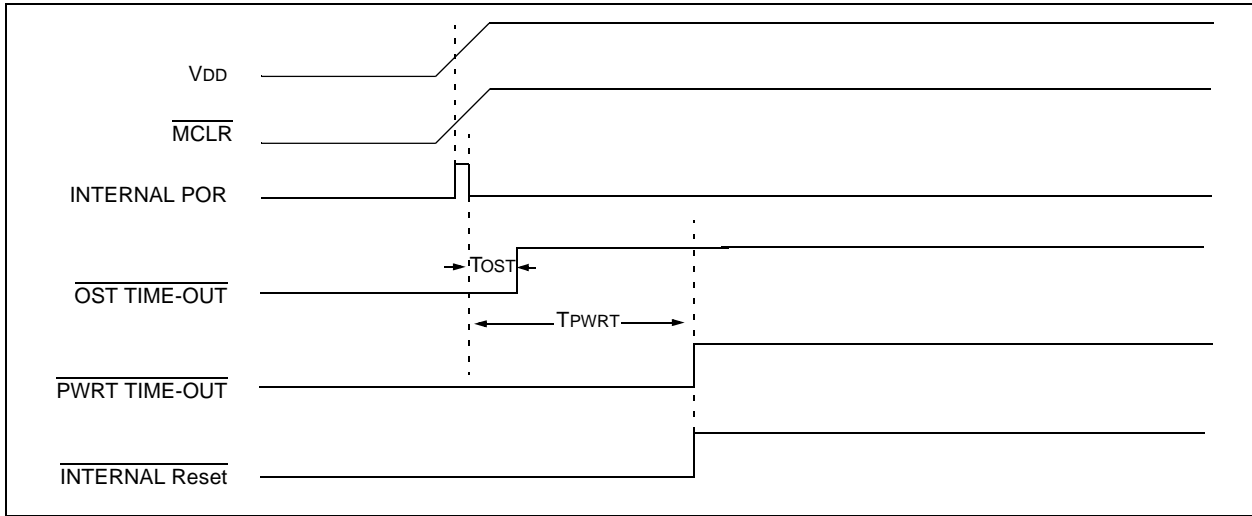 VDD
MCLR
INTERNAL POR
TOST
OST TIME-OUT
TPWRT
PWRT TIME-OUT
INTERNAL Reset